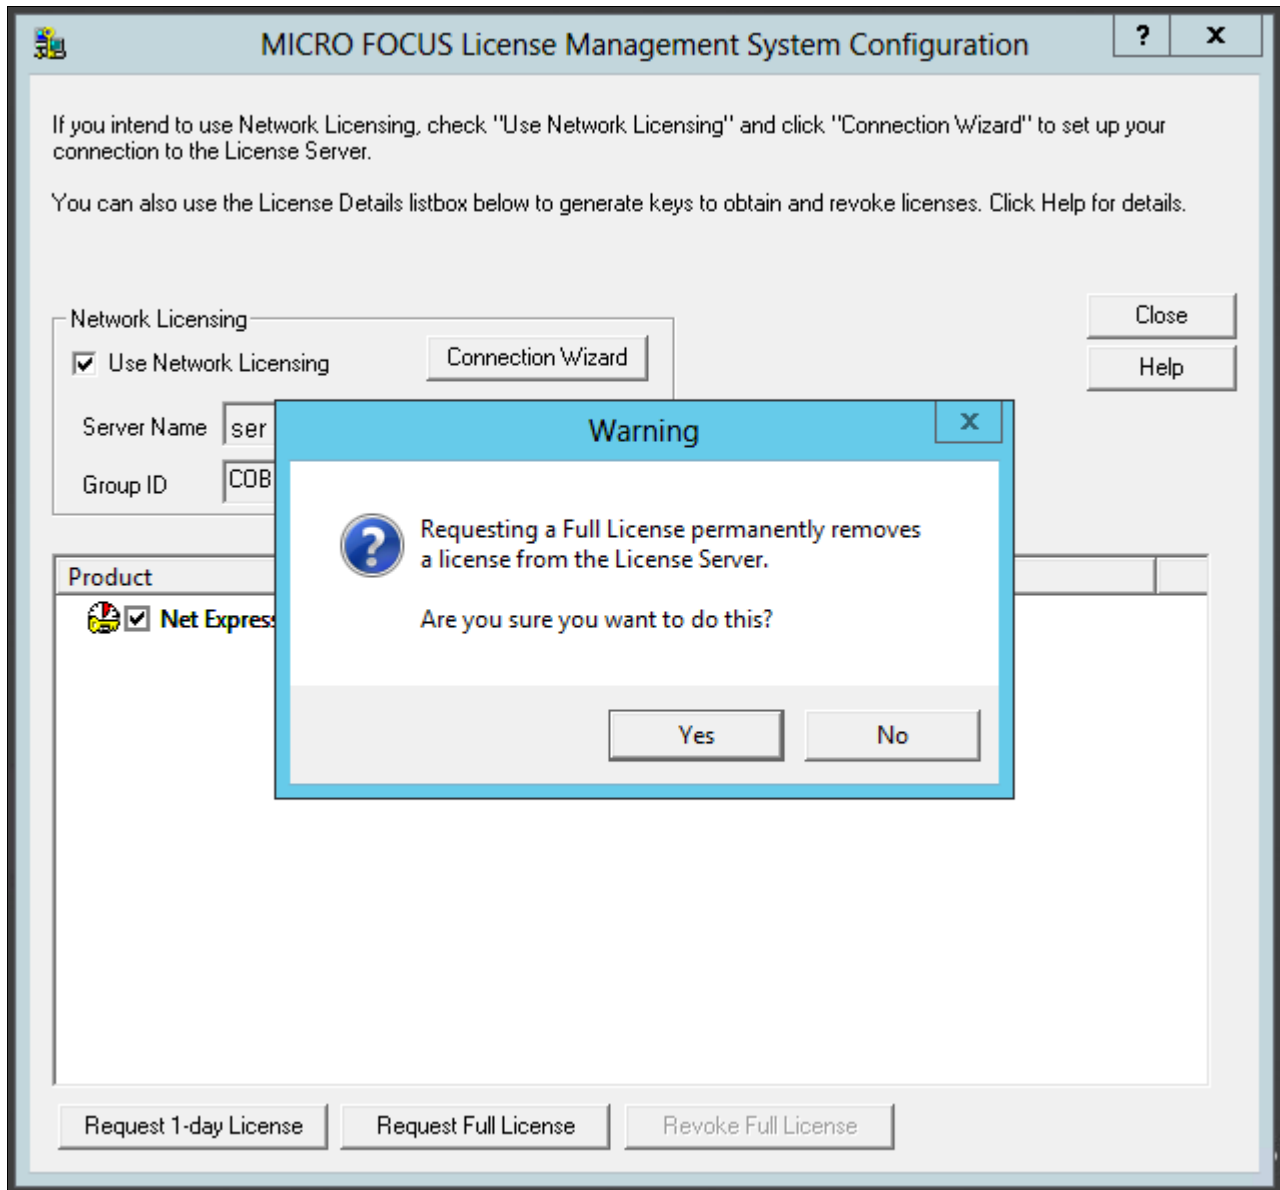 MICRO FOCUS License Management System Configuration
? X
If you intend to use Network Licensing, check "Use Network Licensing" and click "Connection Wizard" to set up your
connection to the License Server.
You can also use the License Details listbox below to generate keys to obtain and revoke licenses. Click Help for details.
Network Licensing
Close
Use Network Licensing
Connection Wizard
Help
Server Name
ser
Group ID
COB
Warning
X
Requesting a Full License permanently removes
a license from the License Server.
Are you sure you want to do this?
Yes
No
Product
Net Express
Request 1-day License
Request Full License
Revoke Full License